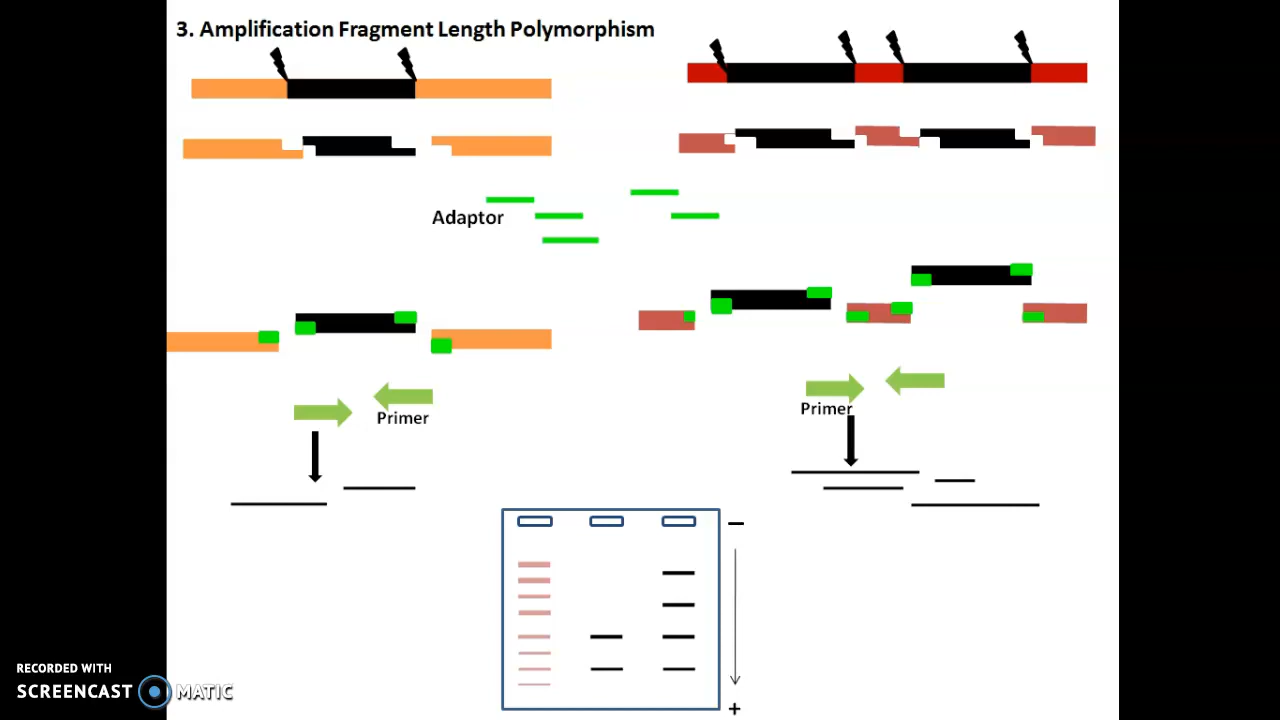 3. Amplification Fragment Length Polymorphism
Adaptor
Primer
Primer
−
+
RECORDED WITH
SCREENCAST MATIC